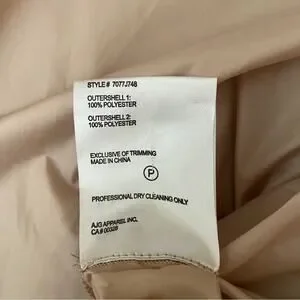 STYLE# 7077J748
OUTERSHELL 1:
100% POLYESTER
OUTERSHELL 2:
100% POLYESTER
EXCLUSIVE OF TRIMMING
MADE IN CHINA
P
PROFESSIONAL DRY CLEANING ONLY
AJG APPAREL INC.
CA# 00328